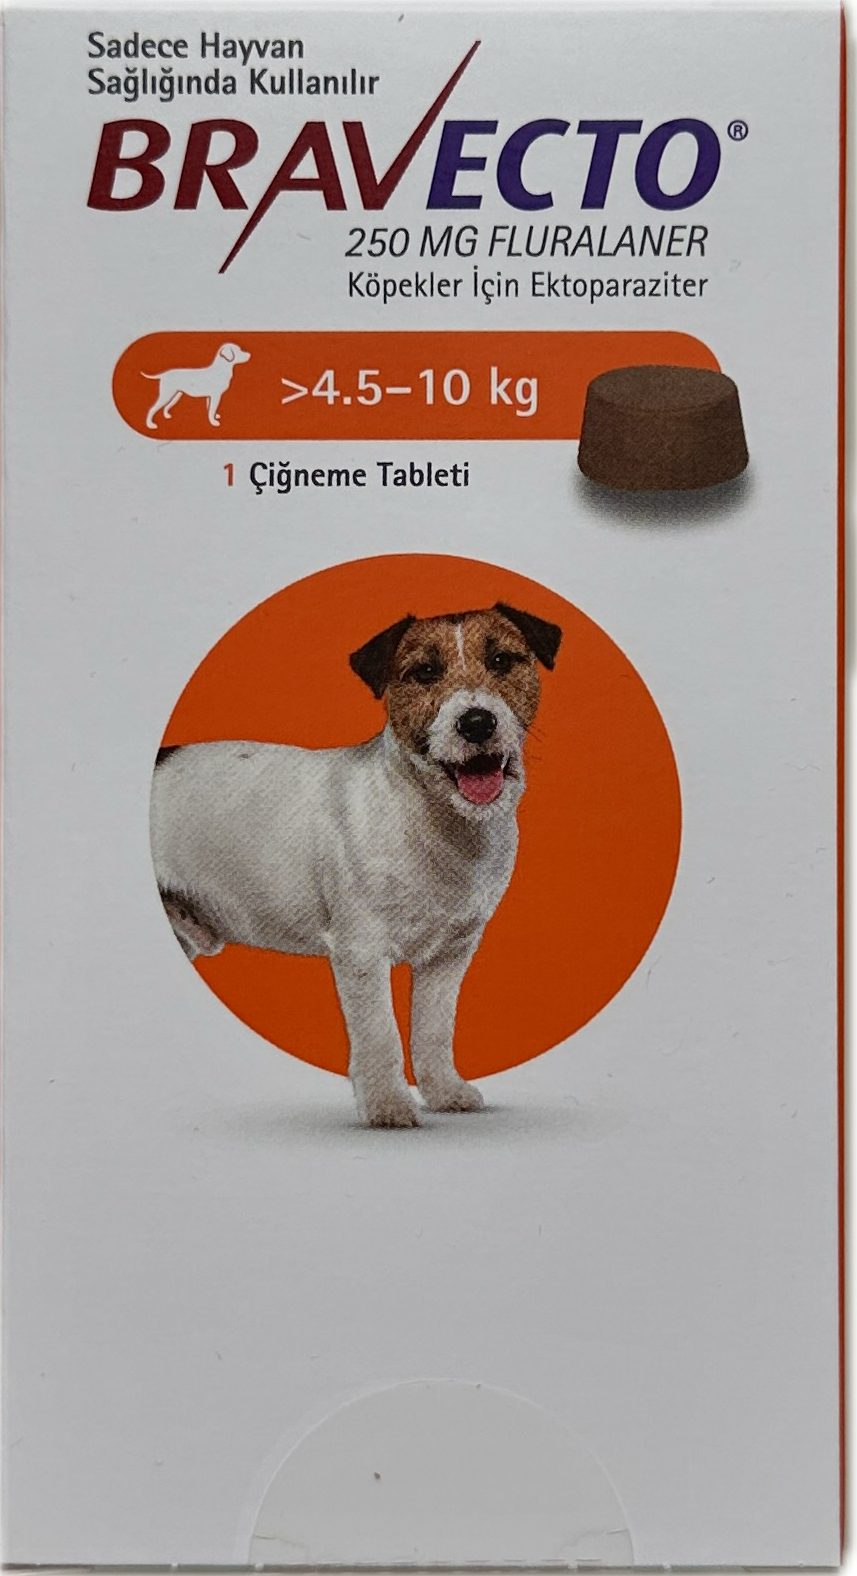 Sadece Hayvan
Sağlığında Kullanılır
BRAVECTO®
250 MG FLURALANER
Köpekler İçin Ektoparaziter
>4.5–10 kg
1 Çiğneme Tableti